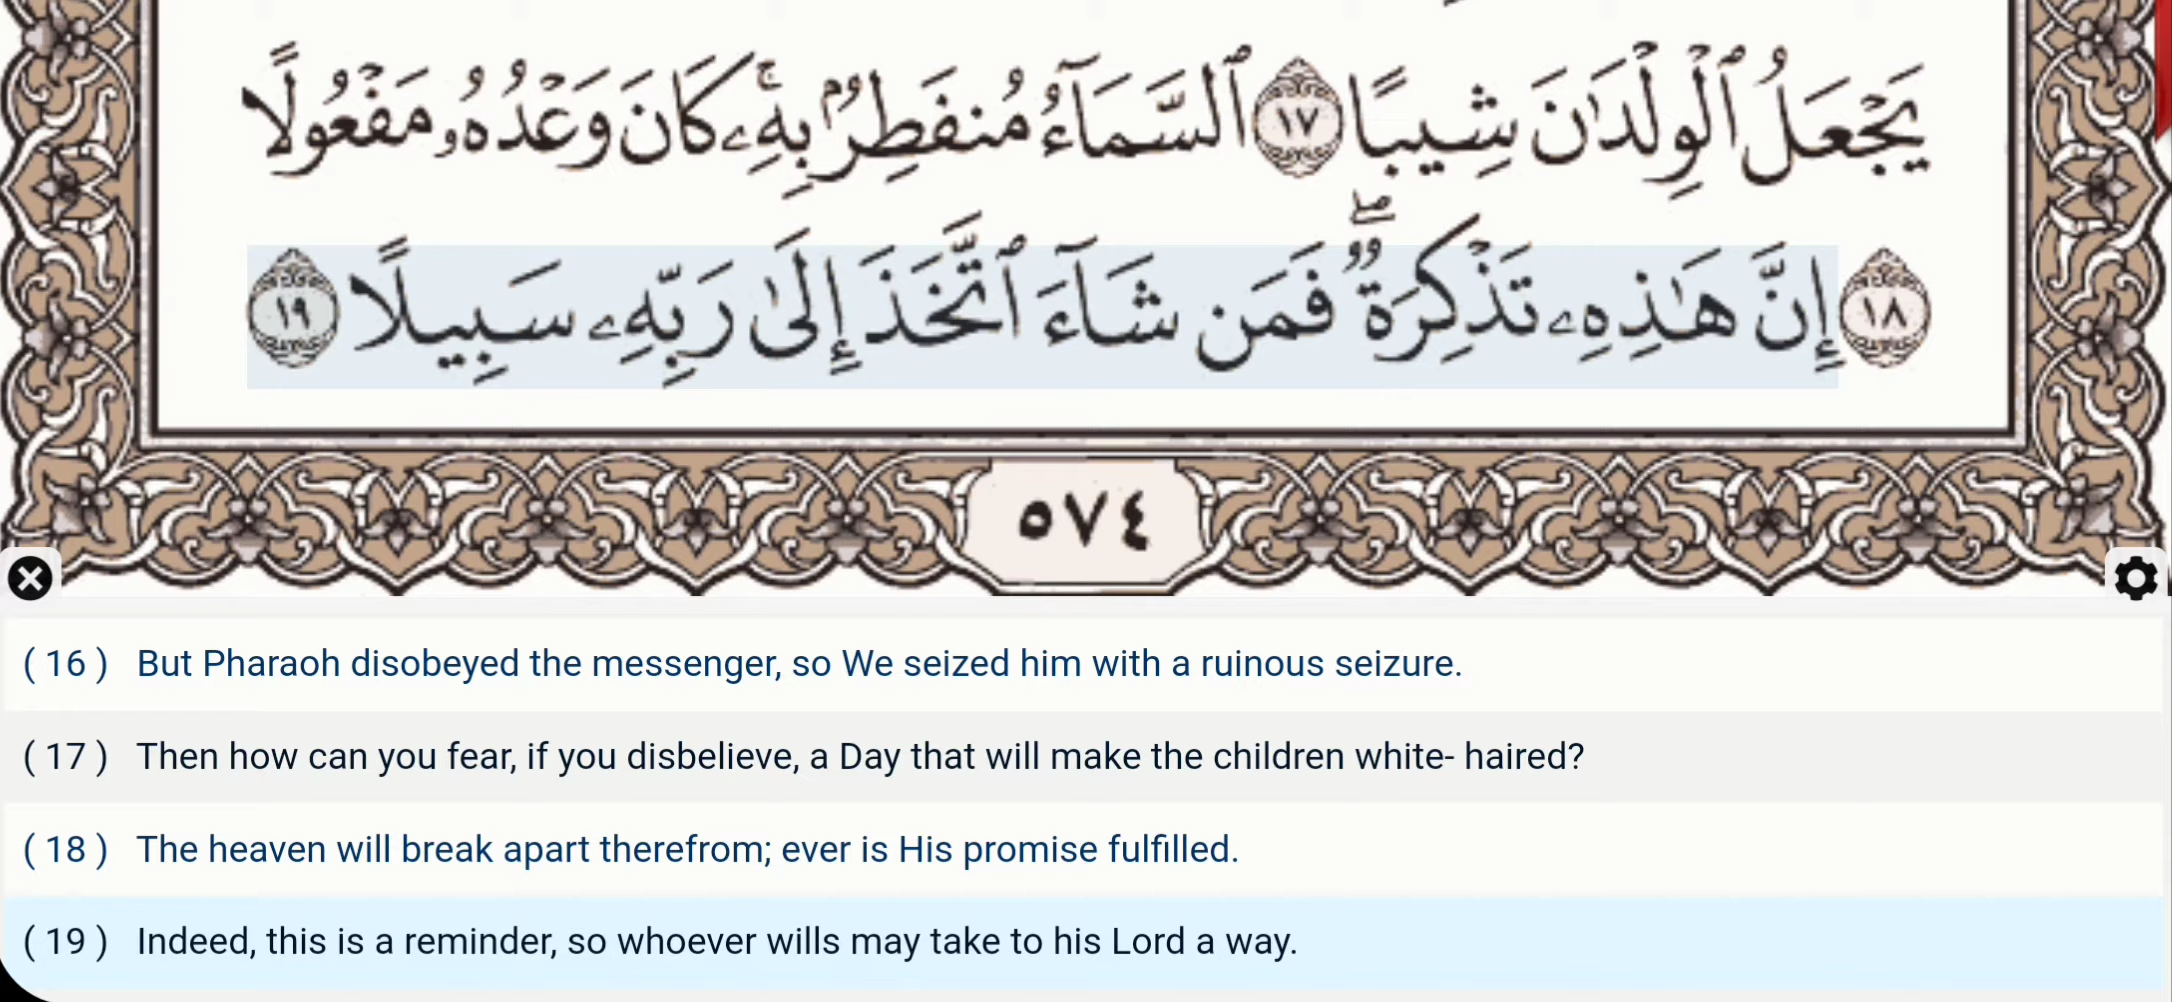 يَجْعَلُ ٱلْوِلْدَٰنَ شِيبًا ١٧ ٱلسَّمَآءُ مُنفَطِرٌۢ بِهِۦۚ كَانَ وَعْدُهُۥ مَفْعُولًا
١٨ إِنَّ هَٰذِهِۦ تَذْكِرَةٌۖ فَمَن شَآءَ ٱتَّخَذَ إِلَىٰ رَبِّهِۦ سَبِيلًا ١٩
٥٧٤
( 16 ) But Pharaoh disobeyed the messenger, so We seized him with a ruinous seizure.
( 17 ) Then how can you fear, if you disbelieve, a Day that will make the children white- haired?
( 18 ) The heaven will break apart therefrom; ever is His promise fulfilled.
( 19 ) Indeed, this is a reminder, so whoever wills may take to his Lord a way.